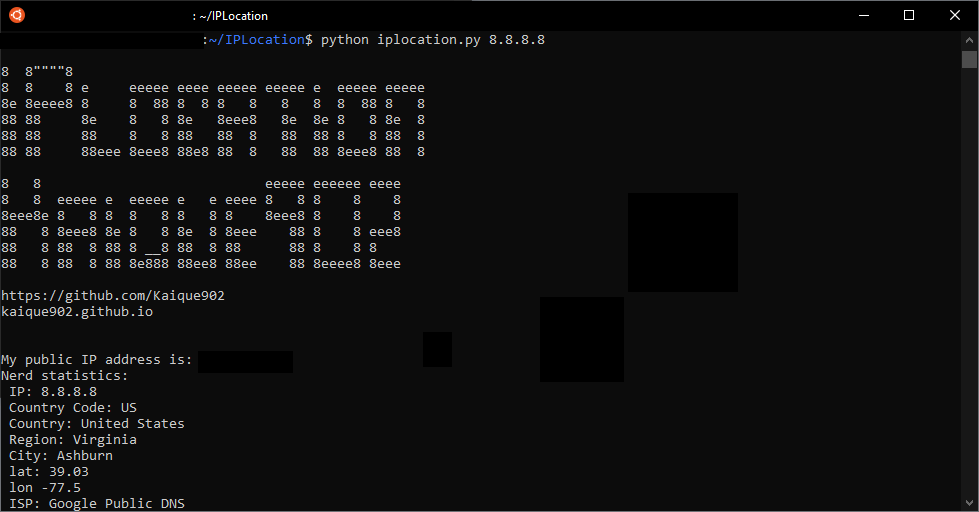 : ~/IPLocation
:~/IPLocation$ python iplocation.py 8.8.8.8
8  8""""8
8  8    8 e     eeeee eeee eeeee eeeee e  eeeee eeeee
8e 8eeee8 8     8  88 8  8 8   8   8   8  8  88 8   8
88 88     8e    8   8 8e   8eee8   8e  8e 8   8 8e  8
88 88     88    8   8 88   88  8   88  88 8   8 88  8
88 88     88eee 8eee8 88e8 88  8   88  88 8eee8 88  8
8   8                            eeeee eeeeee eeee
8   8  eeeee e  eeeee e   e eeee 8   8 8    8    8
8eee8e 8   8 8  8   8 8   8 8    8eee8 8    8    8
88   8 8eee8 8e 8   8 8e  8 8eee    88 8    8 eee8
88   8 88  8 88 8 __8 88  8 88      88 8    8 8
88   8 88  8 88 8e888 88ee8 88ee    88 8eeee8 8eee
https://github.com/Kaique902
kaique902.github.io
My public IP address is:
Nerd statistics:
IP: 8.8.8.8
Country Code: US
Country: United States
Region: Virginia
City: Ashburn
lat: 39.03
lon -77.5
ISP: Google Public DNS